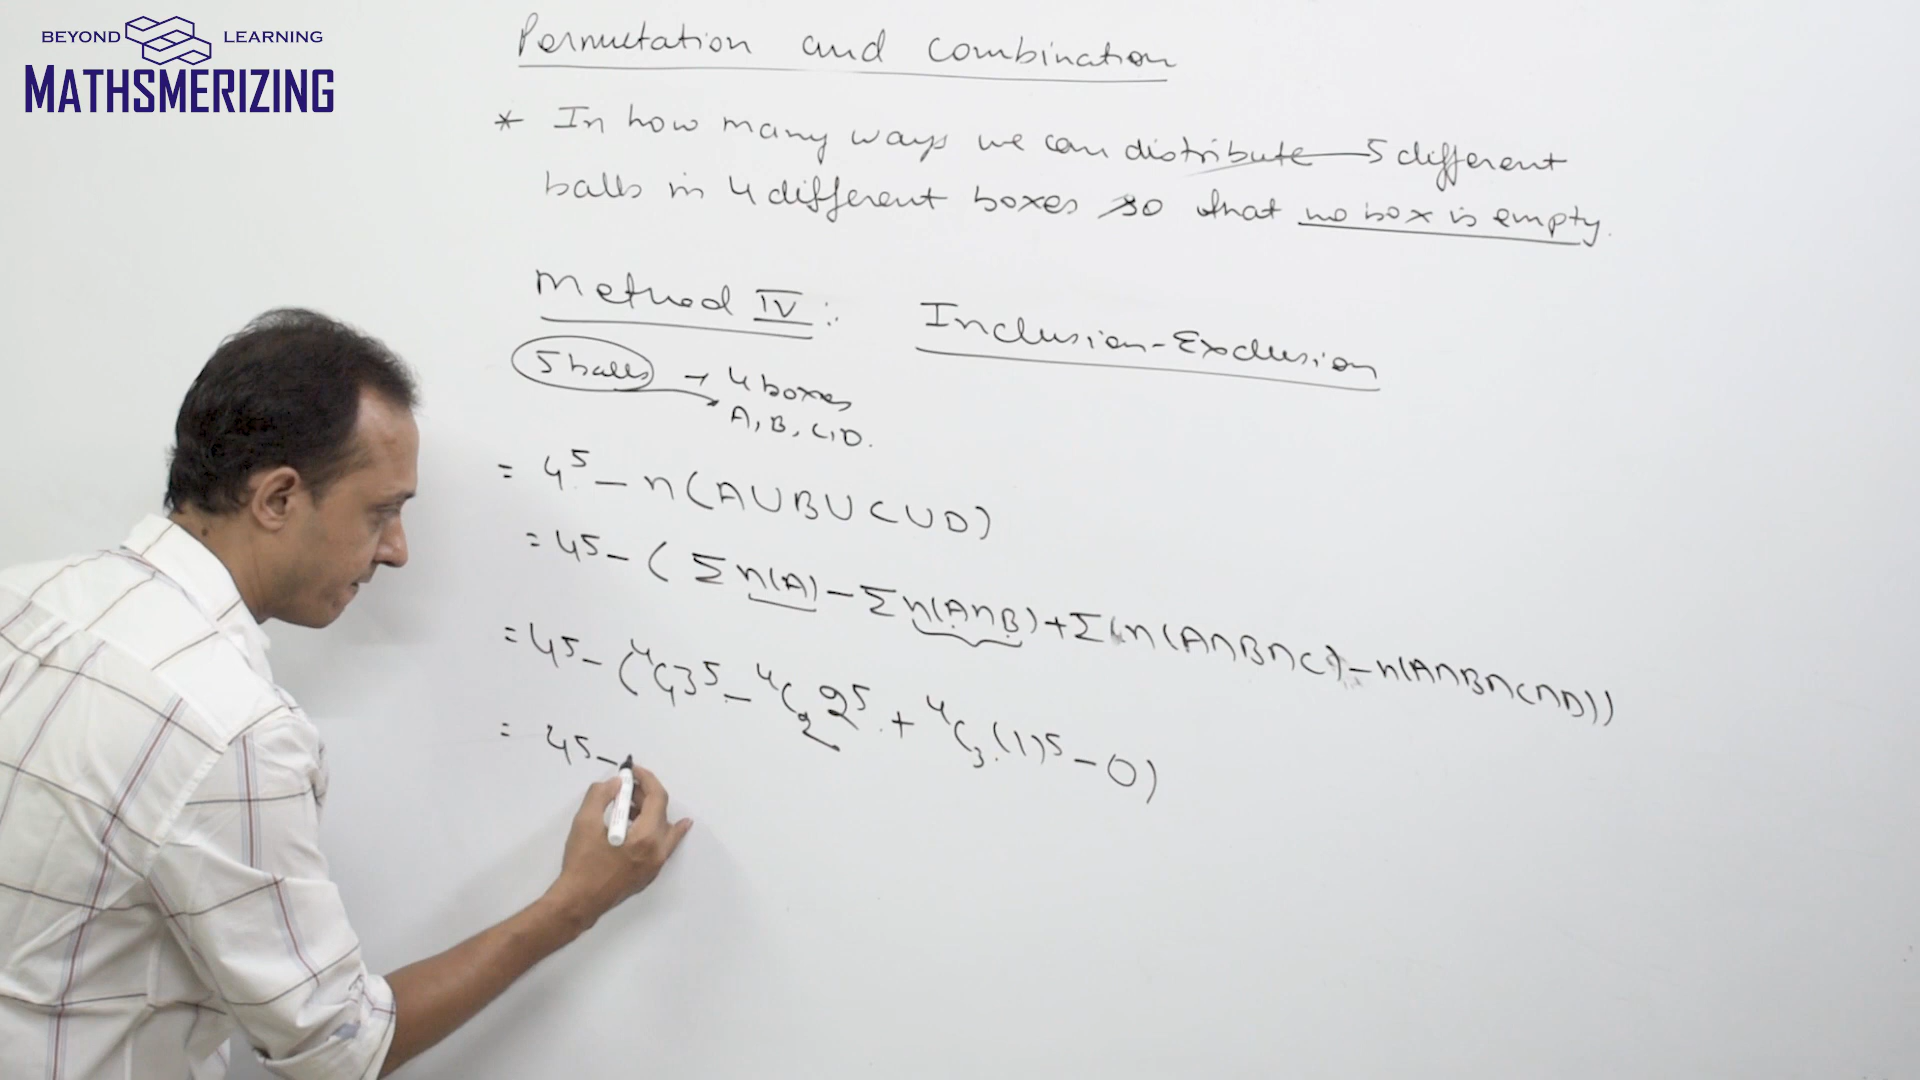 BEYOND LEARNING
MATHSMERIZING
Permutation and combination
* In how many ways we can distribute 5 different
balls in 4 different boxes so that no box is empty.
Method IV: Inclusion-Exclusion
5 balls → 4 boxes
A, B, C, D.
= 4⁵ - n(A∪B∪C∪D)
= 4⁵ - (Σn(A) - Σn(A∩B) + Σ(n(A∩B∩C) - n(A∩B∩C∩D))
= 4⁵ - (⁴C₁3⁵ - ⁴C₂2⁵ + ⁴C₃(1)⁵ - 0)
= 4⁵ -